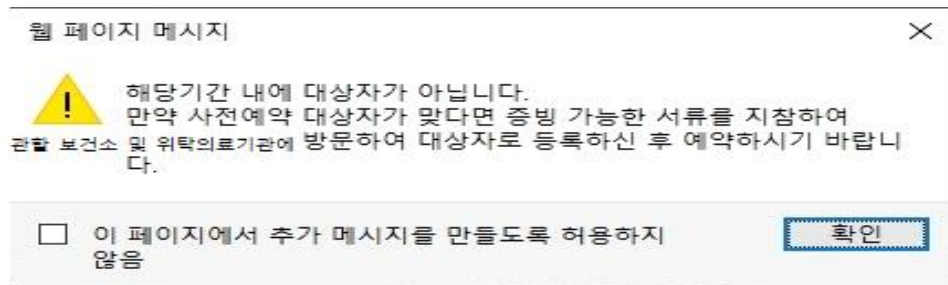 웹 페이지 메시지
해당기간 내에 대상자가 아닙니다.
만약 사전예약 대상자가 맞다면 증빙 가능한 서류를 지참하여
관할 보건소 및 위탁의료기관에 방문하여 대상자로 등록하신 후 예약하시기 바랍니
다.
이 페이지에서 추가 메시지를 만들도록 허용하지
않음
확인